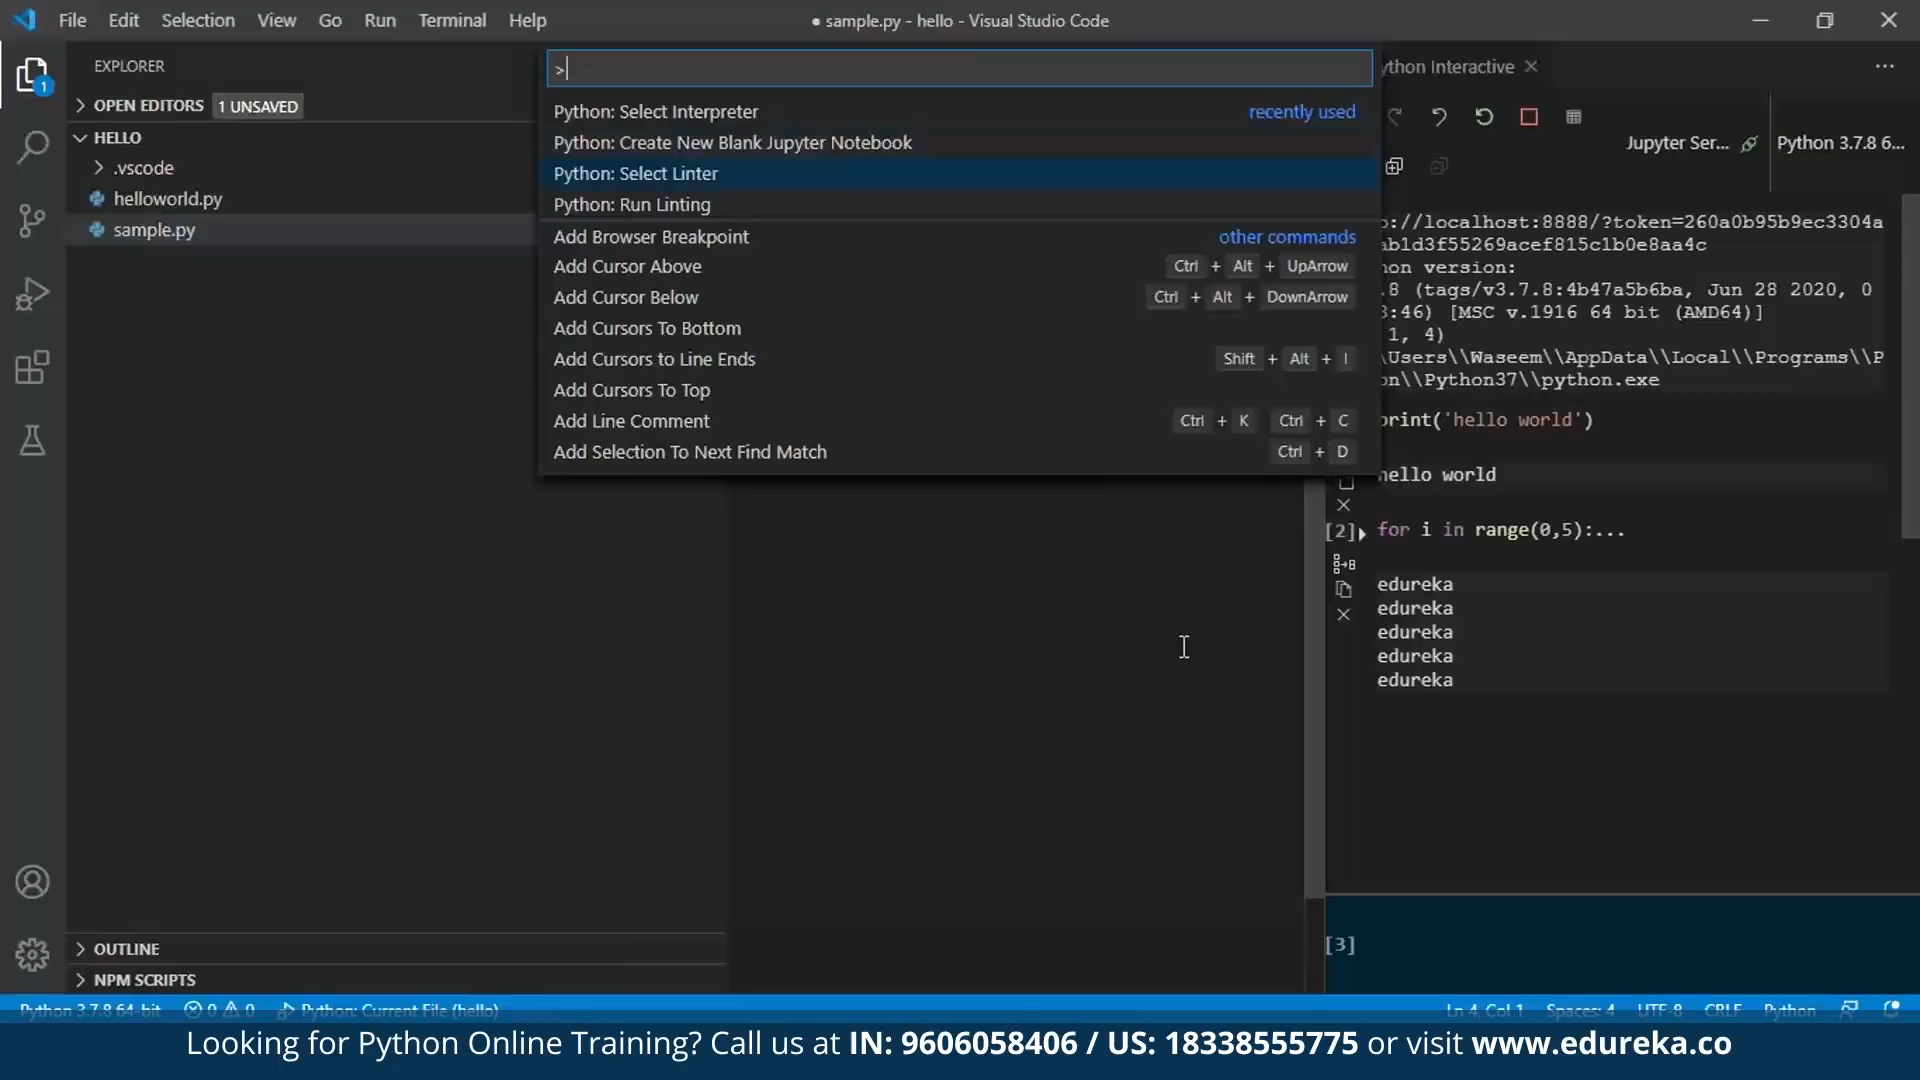 File Edit Selection View Go Run Terminal Help
● sample.py - hello - Visual Studio Code
EXPLORER
OPEN EDITORS 1 UNSAVED
HELLO
.vscode
helloworld.py
sample.py
OUTLINE
NPM SCRIPTS
1
>
Python: Select Interpreter recently used
Python: Create New Blank Jupyter Notebook
Python: Select Linter
Python: Run Linting
Add Browser Breakpoint other commands
Add Cursor Above Ctrl + Alt + UpArrow
Add Cursor Below Ctrl + Alt + DownArrow
Add Cursors To Bottom
Add Cursors to Line Ends Shift + Alt + I
Add Cursors To Top
Add Line Comment Ctrl + K Ctrl + C
Add Selection To Next Find Match Ctrl + D
ython Interactive
Jupyter Ser... Python 3.7.8 6...
://localhost:8888/?token=260a0b95b9ec3304a
b1d3f55269acef815c1b0e8aa4c
on version:
.8 (tags/v3.7.8:4b47a5b6ba, Jun 28 2020, 0
:46) [MSC v.1916 64 bit (AMD64)]
1, 4)
\Users\\Waseem\\AppData\\Local\\Programs\\P
on\\Python37\\python.exe
print('hello world')
hello world
[2] for i in range(0,5):...
edureka
edureka
edureka
edureka
edureka
[3]
Python 3.7.8 64-bit 0 0 Python: Current File (hello) Ln 4, Col 1 Spaces: 4 UTF-8 CRLF Python
Looking for Python Online Training? Call us at IN: 9606058406 / US: 18338555775 or visit www.edureka.co